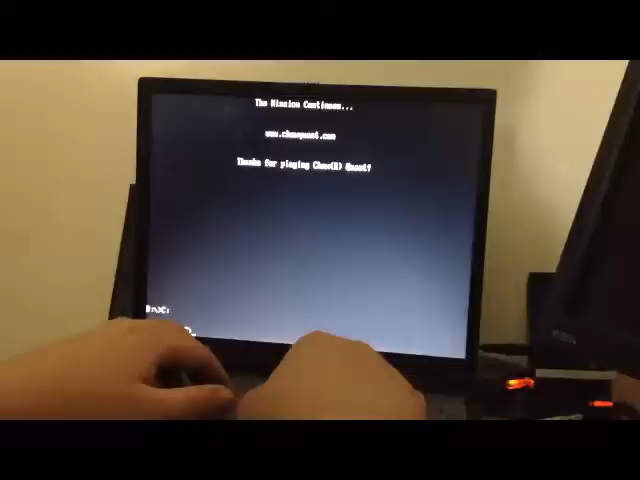 The Mission Continues...
www.chexquest.com
Thanks for playing Chex(R) Quest!
D:\>C: